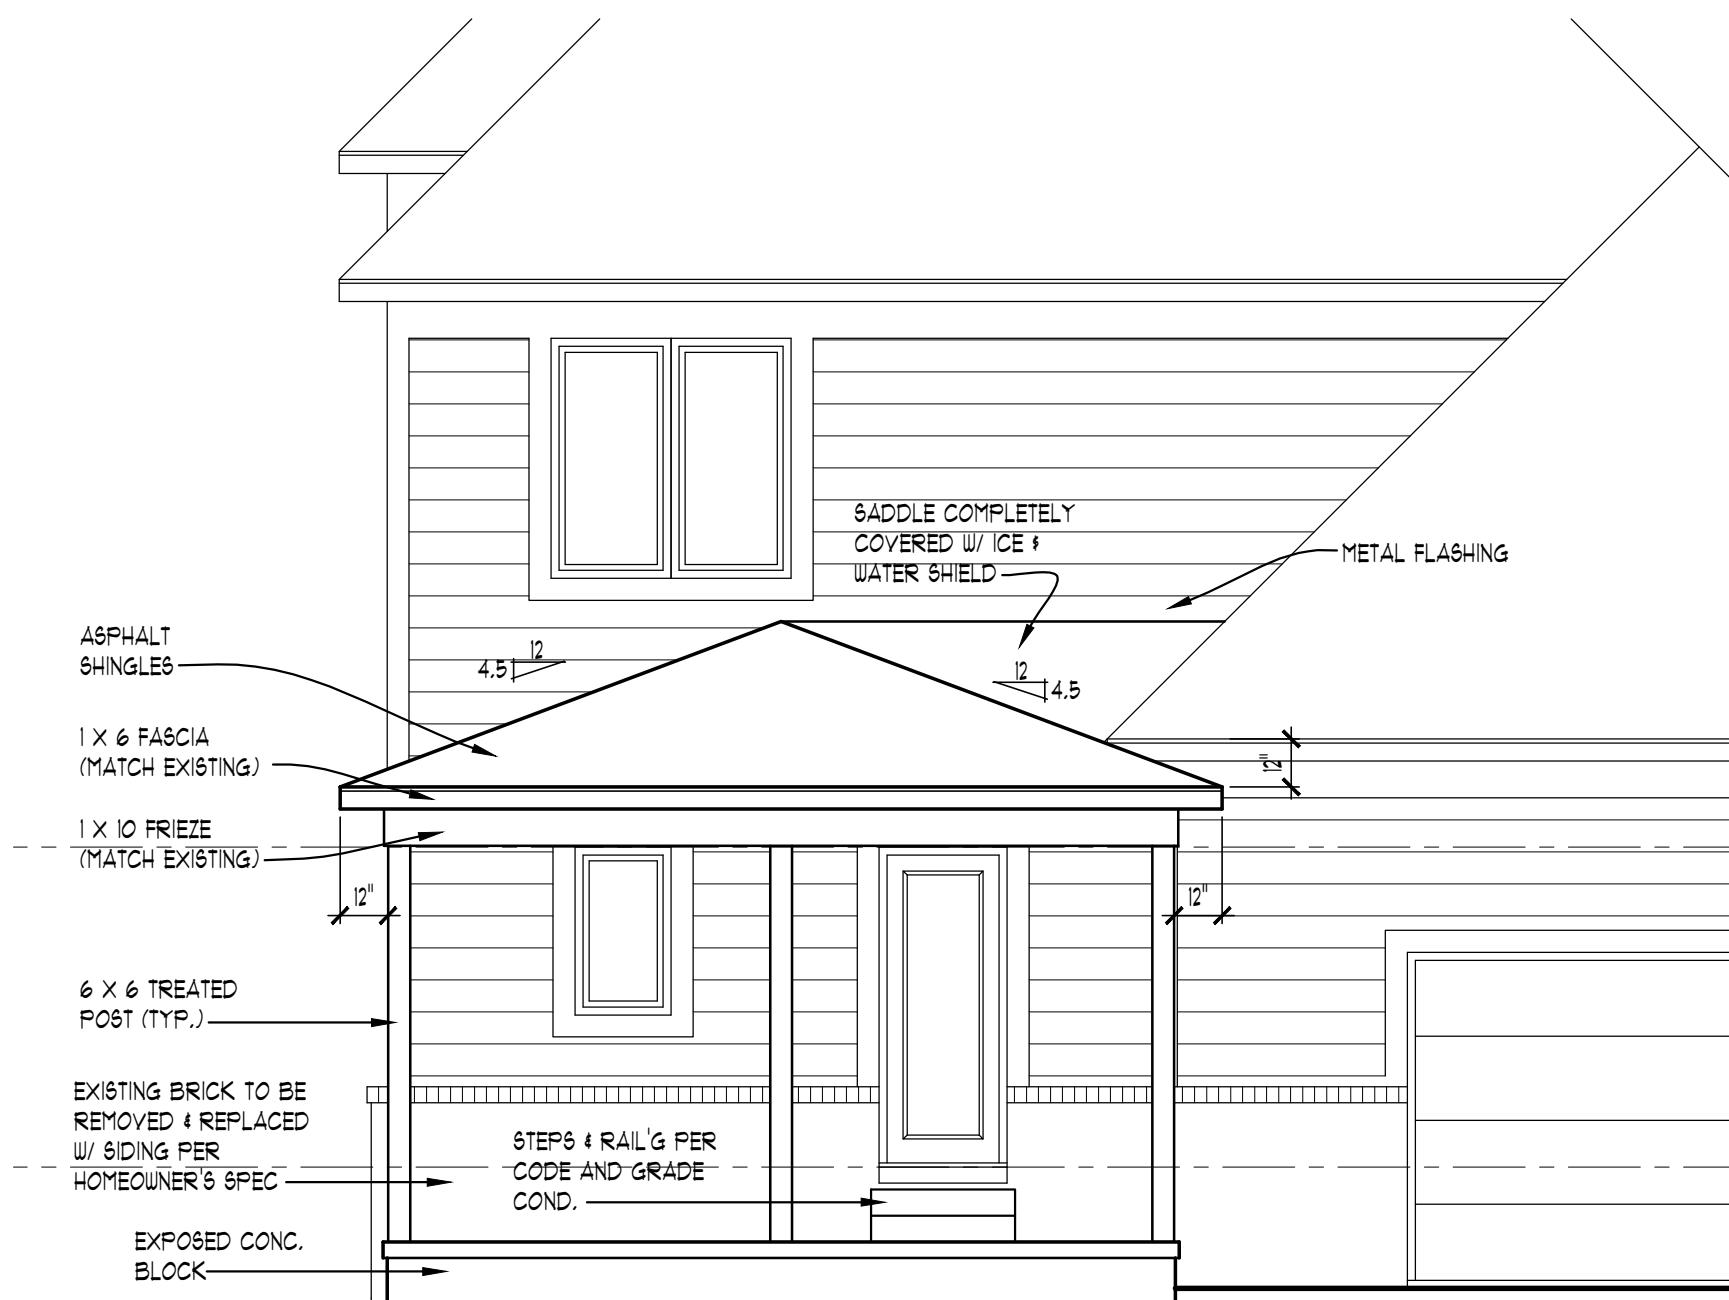 SADDLE COMPLETELY
COVERED W/ ICE &
WATER SHIELD
METAL FLASHING
ASPHALT
SHINGLES
12
4.5
12
4.5
1 X 6 FASCIA
(MATCH EXISTING)
12"
1 X 10 FRIEZE
(MATCH EXISTING)
12"
12"
6 X 6 TREATED
POST (TYP.)
EXISTING BRICK TO BE
REMOVED & REPLACED
W/ SIDING PER
HOMEOWNER'S SPEC
STEPS & RAIL'G PER
CODE AND GRADE
COND.
EXPOSED CONC.
BLOCK